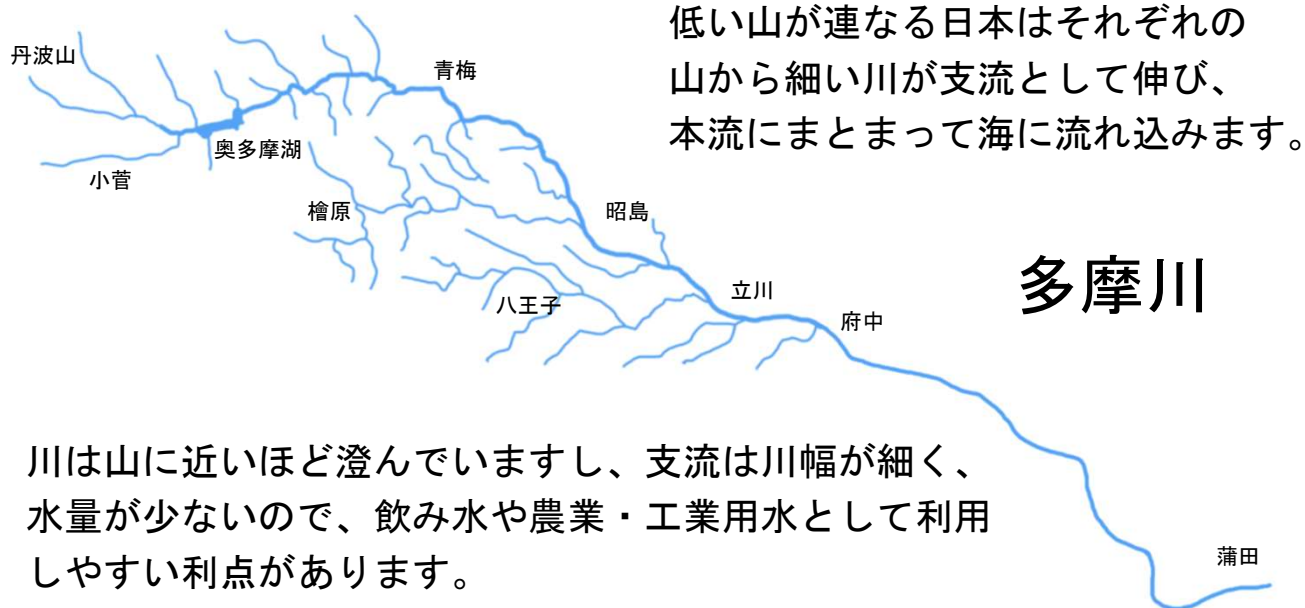 低い山が連なる日本はそれぞれの
山から細い川が支流として伸び、
本流にまとまって海に流れ込みます。
丹波山
青梅
奥多摩湖
小菅
檜原
昭島
多摩川
立川
八王子
府中
川は山に近いほど澄んでいますし、支流は川幅が細く、
水量が少ないので、飲み水や農業・工業用水として利用
しやすい利点があります。
蒲田